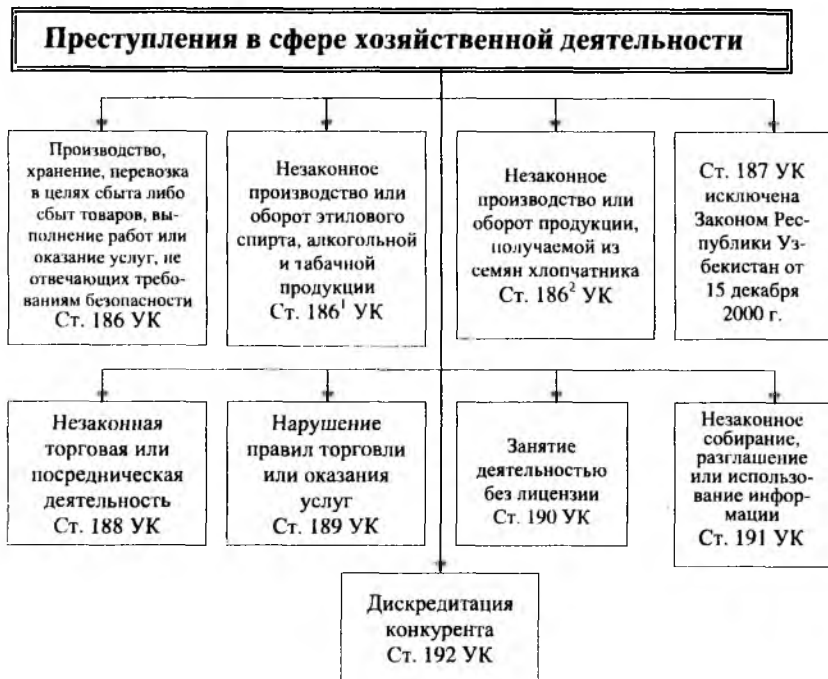 Преступления в сфере хозяйственной деятельности
Производство,
хранение, перевозка
в целях сбыта либо
сбыт товаров, вы-
полнение работ или
оказание услуг, не
отвечающих требо-
ваниям безопасности
Ст. 186 УК
Незаконное
производство или
оборот этилового
спирта, алкогольной
и табачной
продукции
Ст. 186¹ УК
Незаконное
производство или
оборот продукции,
получаемой из
семян хлопчатника
Ст. 186² УК
Ст. 187 УК
исключена
Законом Рес-
публики Уз-
бекистан от
15 декабря
2000 г.
Незаконная
торговая или
посредническая
деятельность
Ст. 188 УК
Нарушение
правил торговли
или оказания
услуг
Ст. 189 УК
Занятие
деятельностью
без лицензии
Ст. 190 УК
Незаконное
собирание,
разглашение
или использо-
вание инфор-
мации
Ст. 191 УК
Дискредитация
конкурента
Ст. 192 УК